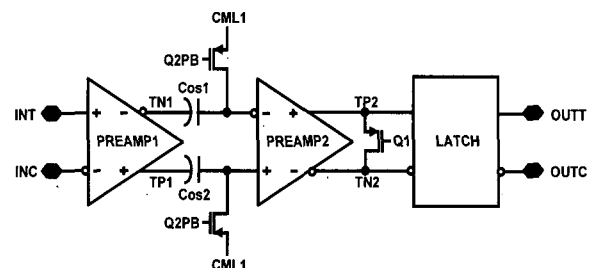 CML1
Q2PB
Cos1
INT
+ -
TN1
- +
TP2
OUTT
PREAMP1
PREAMP2
Q1
LATCH
INC
- +
TP1
+ -
TN2
OUTC
Cos2
Q2PB
CML1